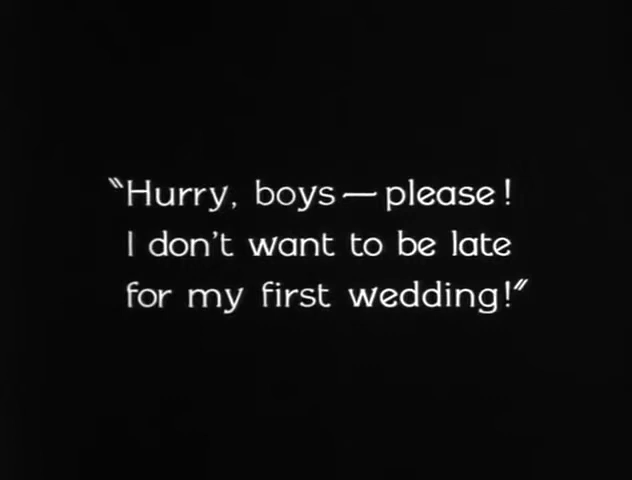 "Hurry, boys — please!
I don't want to be late
for my first wedding!"